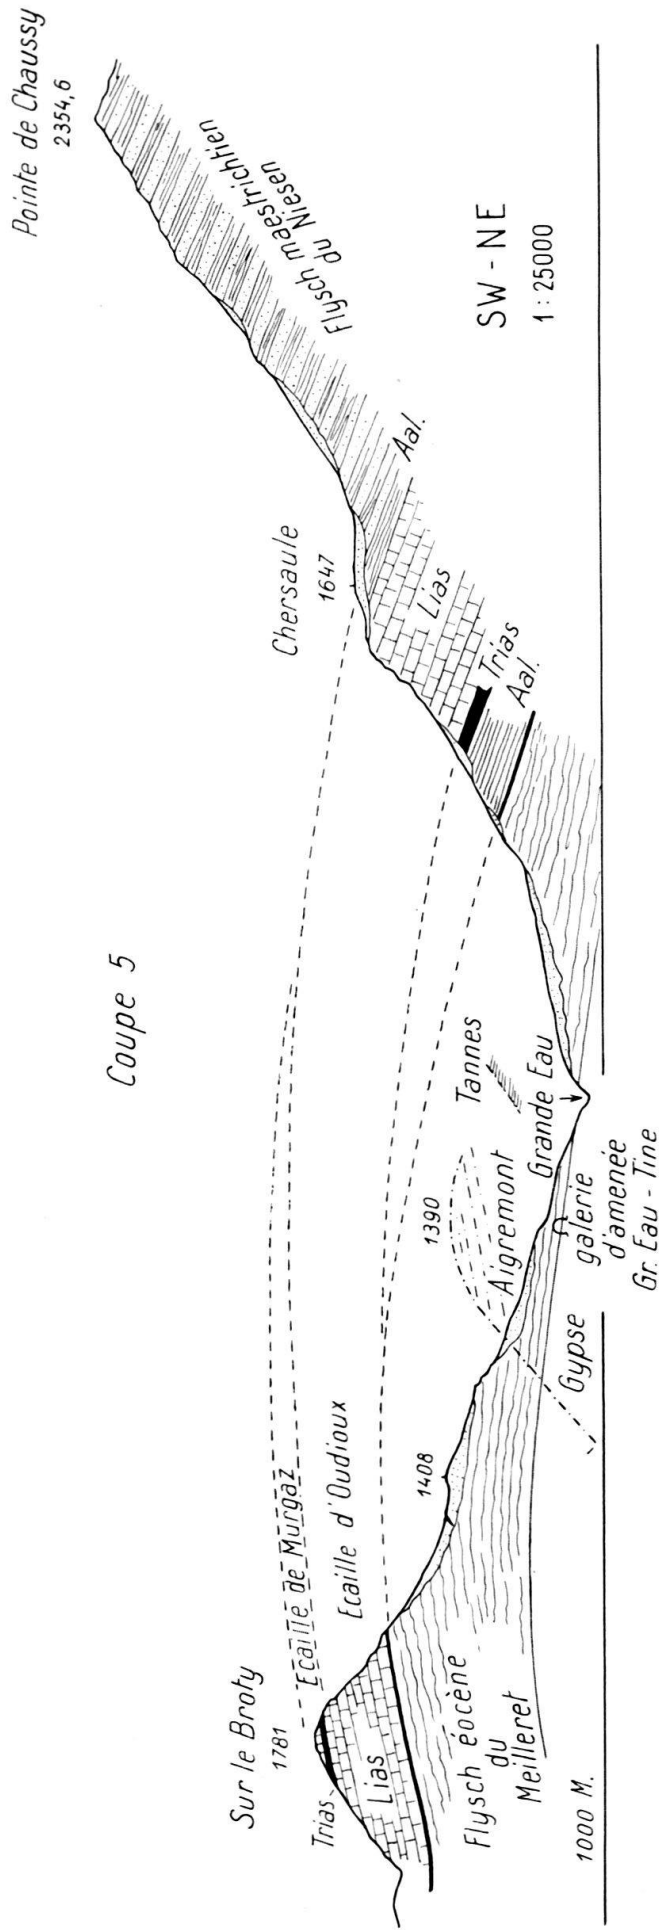 Coupe 5
Sur le Broty
1781
Trias
Lias
Ecaille de Murgaz
Ecaille d'Oudioux
Flysch éocène
du
Meilleret
1000 M.
1408
Gypse
1390
Aigremont
Tannes
Grande Eau
galerie
d'amenée
Gr. Eau - Tine
Chersaule
1647
Aal.
Lias
Trias
Aal.
Pointe de Chaussy
2354,6
Flysch maestrichtien
du Niesen
SW - NE
1 : 25000